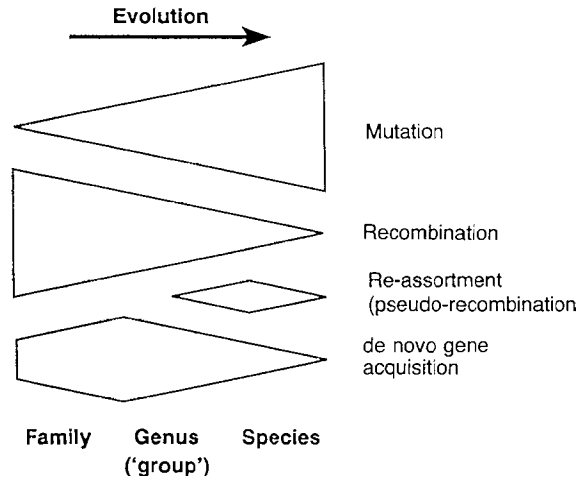 Evolution
Mutation
Recombination
Re-assortment
(pseudo-recombination
de novo gene
acquisition
Family Genus Species
('group')